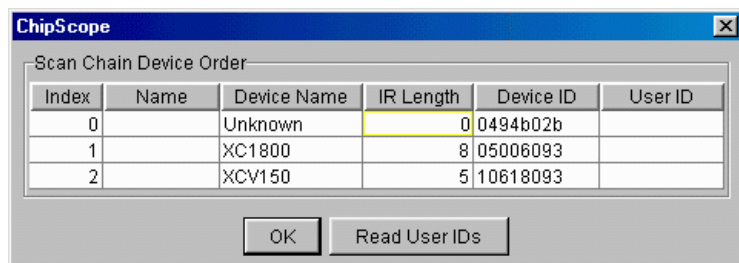 ChipScope
Scan Chain Device Order
Index Name Device Name IR Length Device ID User ID
0 Unknown 0 0494b02b
1 XC1800 8 05006093
2 XCV150 5 10618093
OK Read User IDs